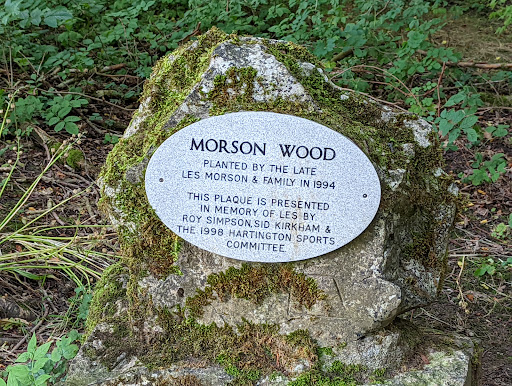 MORSON WOOD
PLANTED BY THE LATE
LES MORSON & FAMILY IN 1994
THIS PLAQUE IS PRESENTED
IN MEMORY OF LES BY
ROY SIMPSON, SID KIRKHAM &
THE 1998 HARTINGTON SPORTS
COMMITTEE